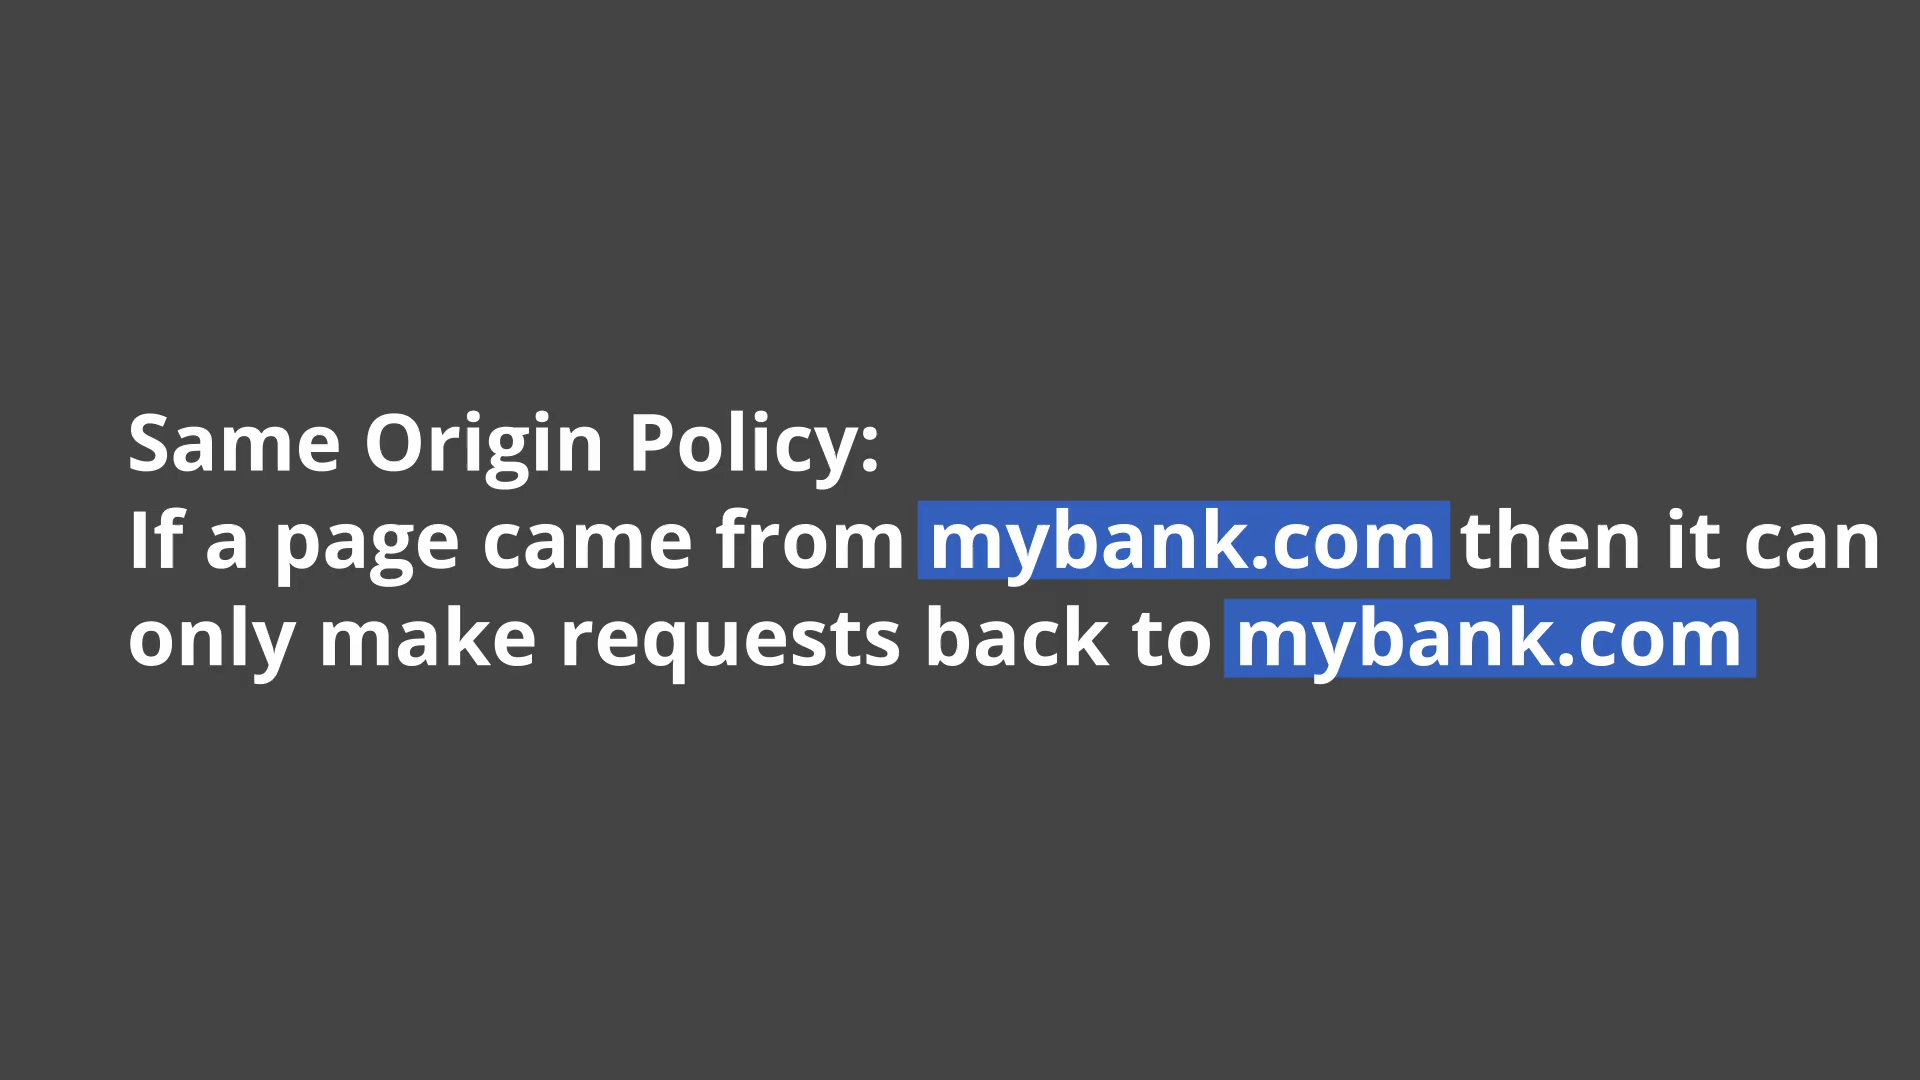 Same Origin Policy:
If a page came from mybank.com then it can
only make requests back to mybank.com